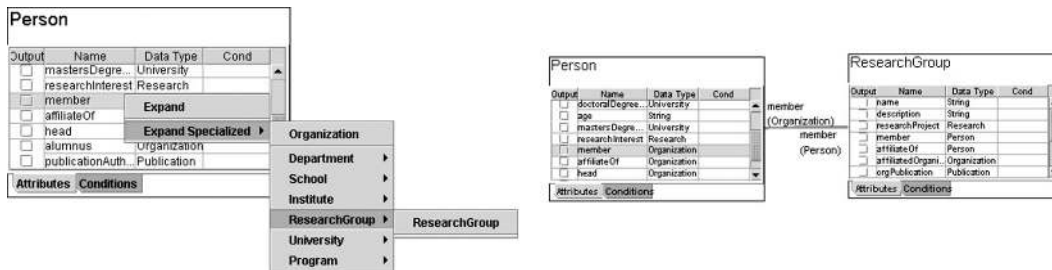 Person
Output Name Data Type Cond
mastersDegre... University
researchInterest Research
member
affiliateOf
head
alumnus Organization
publicationAuth... Publication
Attributes Conditions
Expand
Expand Specialized
Organization
Department
School
Institute
ResearchGroup
University
Program
ResearchGroup
Person
Output Name Data Type Cond
doctoralDegree... University
age String
mastersDegre... University
researchInterest Research
member Organization
affiliateOf Organization
head Organization
Attributes Conditions
member
(Organization)
member
(Person)
ResearchGroup
Output Name Data Type Cond
name String
description String
researchProject Research
member Person
affiliateOf Person
affiliatedOrgani... Organization
orgPublication Publication
Attributes Conditions